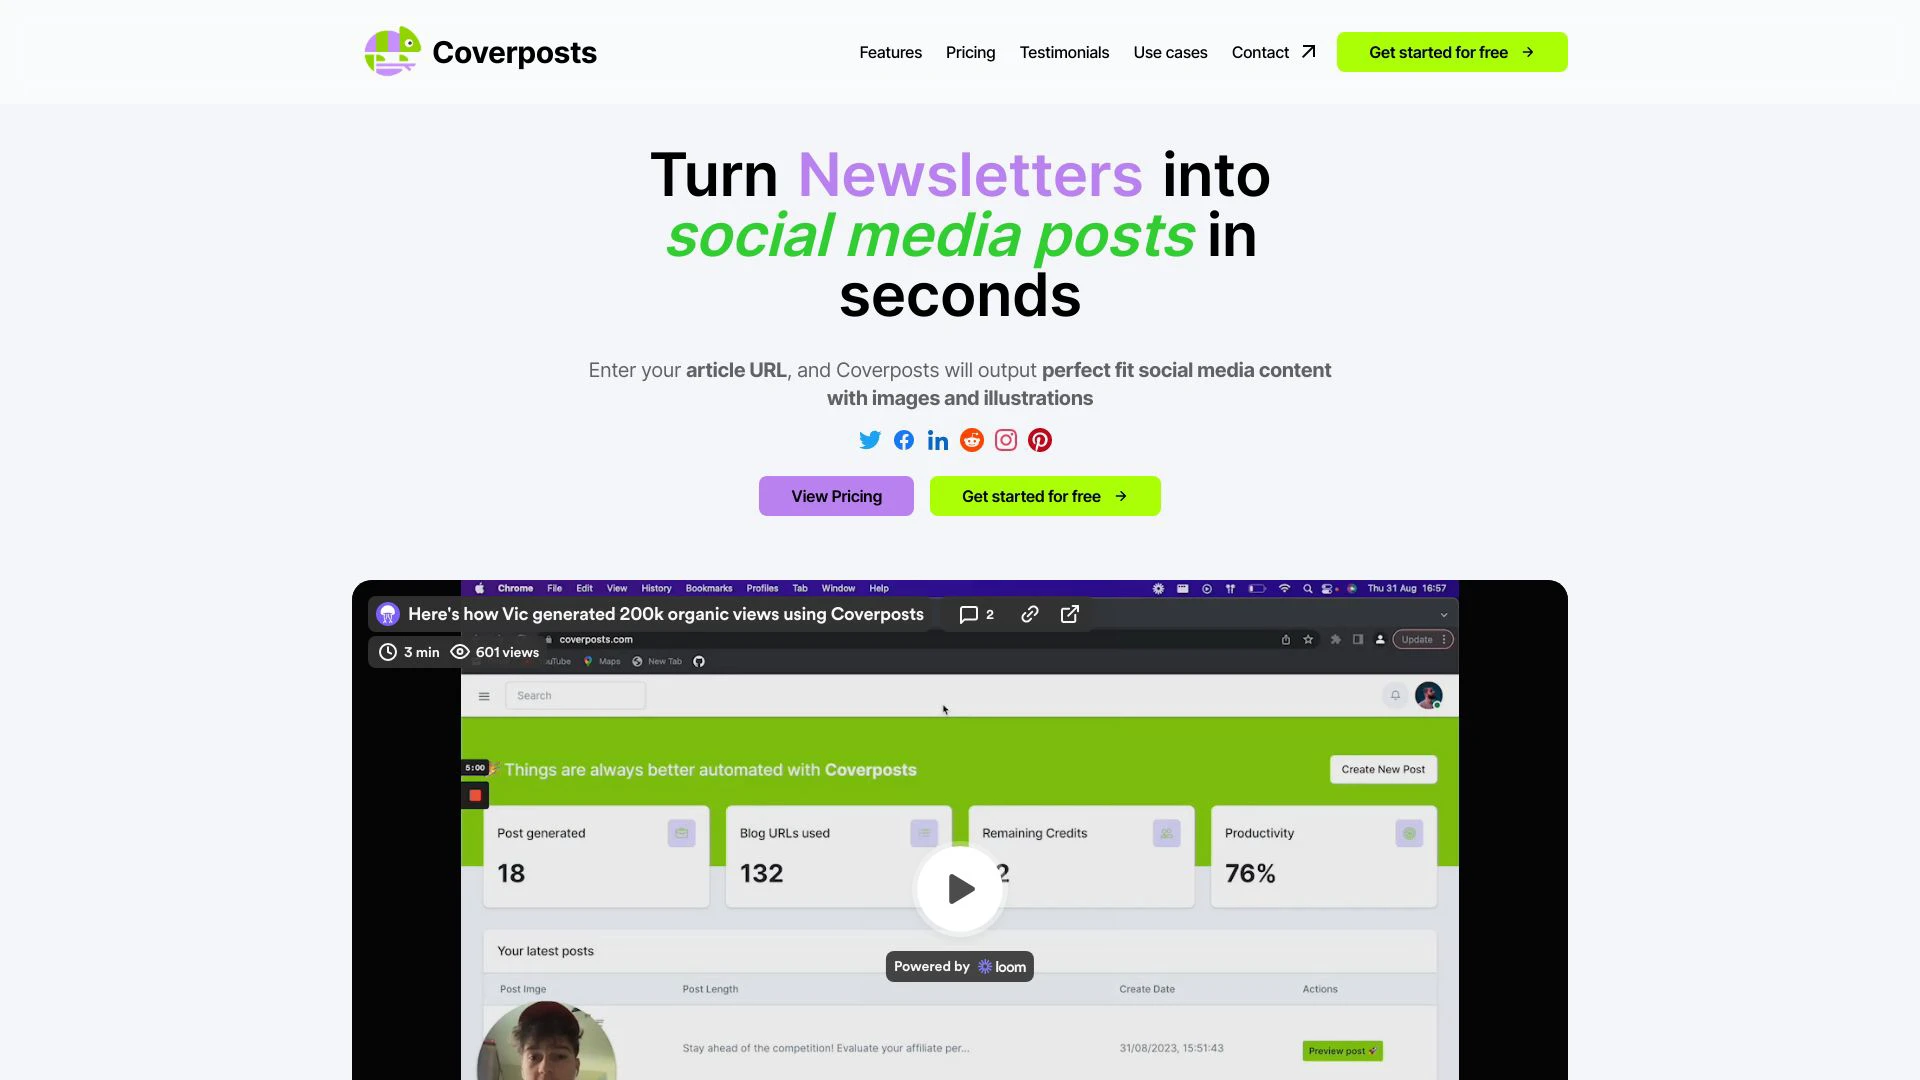 Coverposts
Features Pricing Testimonials Use cases Contact Get started for free
Turn Newsletters into
social media posts in
seconds
Enter your article URL, and Coverposts will output perfect fit social media content
with images and illustrations
View Pricing Get started for free
Chrome File Edit View History Bookmarks Profiles Tab Window Help Thu 31 Aug 16:57
Here's how Vic generated 200k organic views using Coverposts 2
coverposts.com Update
3 min 601 views
uTube Maps New Tab
Search
5:00
Things are always better automated with Coverposts
Create New Post
Post generated Blog URLs used Remaining Credits Productivity
18 132 2 76%
Your latest posts
Powered by loom
Post Imge Post Length Create Date Actions
Stay ahead of the competition! Evaluate your affiliate per... 31/08/2023, 15:51:43 Preview post